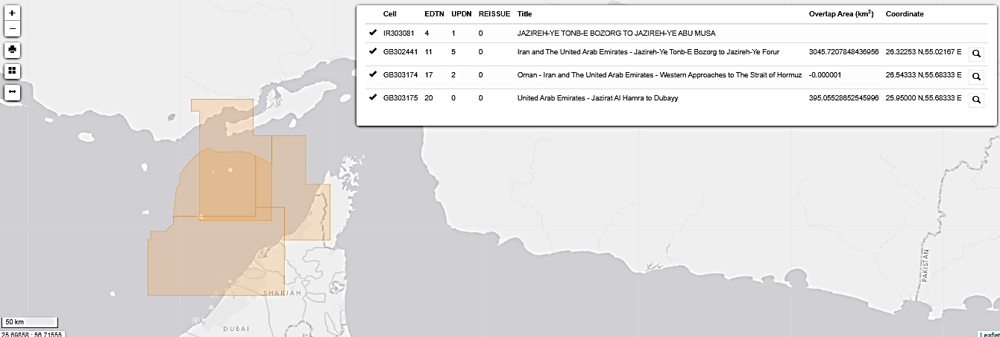 +
−
Cell EDTN UPDN REISSUE Title Overlap Area (km²) Coordinate
IR303081 4 1 0 JAZIREH-YE TONB-E BOZORG TO JAZIREH-YE ABU MUSA
GB302441 11 5 0 Iran and The United Arab Emirates - Jazireh-Ye Tonb-E Bozorg to Jazireh-Ye Forur 3045.7207848436956 26.32253 N,55.02167 E
GB303174 17 2 0 Oman - Iran and The United Arab Emirates - Western Approaches to The Strait of Hormuz -0.000001 26.54333 N,55.68333 E
GB303175 20 0 0 United Arab Emirates - Jazirat Al Hamra to Dubayy 395.05528652545996 25.95000 N,55.68333 E
PAKISTAN
SHARJAH
DUBAI
50 km
25.69858 : 56.71555
Leaflet